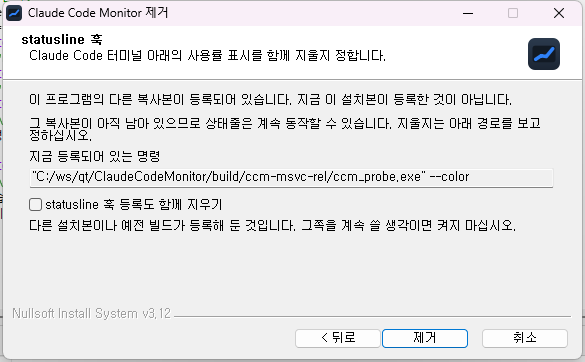 Claude Code Monitor 제거
statusline 훅
Claude Code 터미널 아래의 사용률 표시를 함께 지울지 정합니다.
이 프로그램의 다른 복사본이 등록되어 있습니다. 지금 이 설치본이 등록한 것이 아닙니다.
그 복사본이 아직 남아 있으므로 상태줄은 계속 동작할 수 있습니다. 지울지는 아래 경로를 보고
정하십시오.
지금 등록되어 있는 명령
"C:/ws/qt/ClaudeCodeMonitor/build/ccm-msvc-rel/ccm_probe.exe" --color
statusline 훅 등록도 함께 지우기
다른 설치본이나 예전 빌드가 등록해 둔 것입니다. 그쪽을 계속 쓸 생각이면 켜지 마십시오.
Nullsoft Install System v3.12
< 뒤로
제거
취소